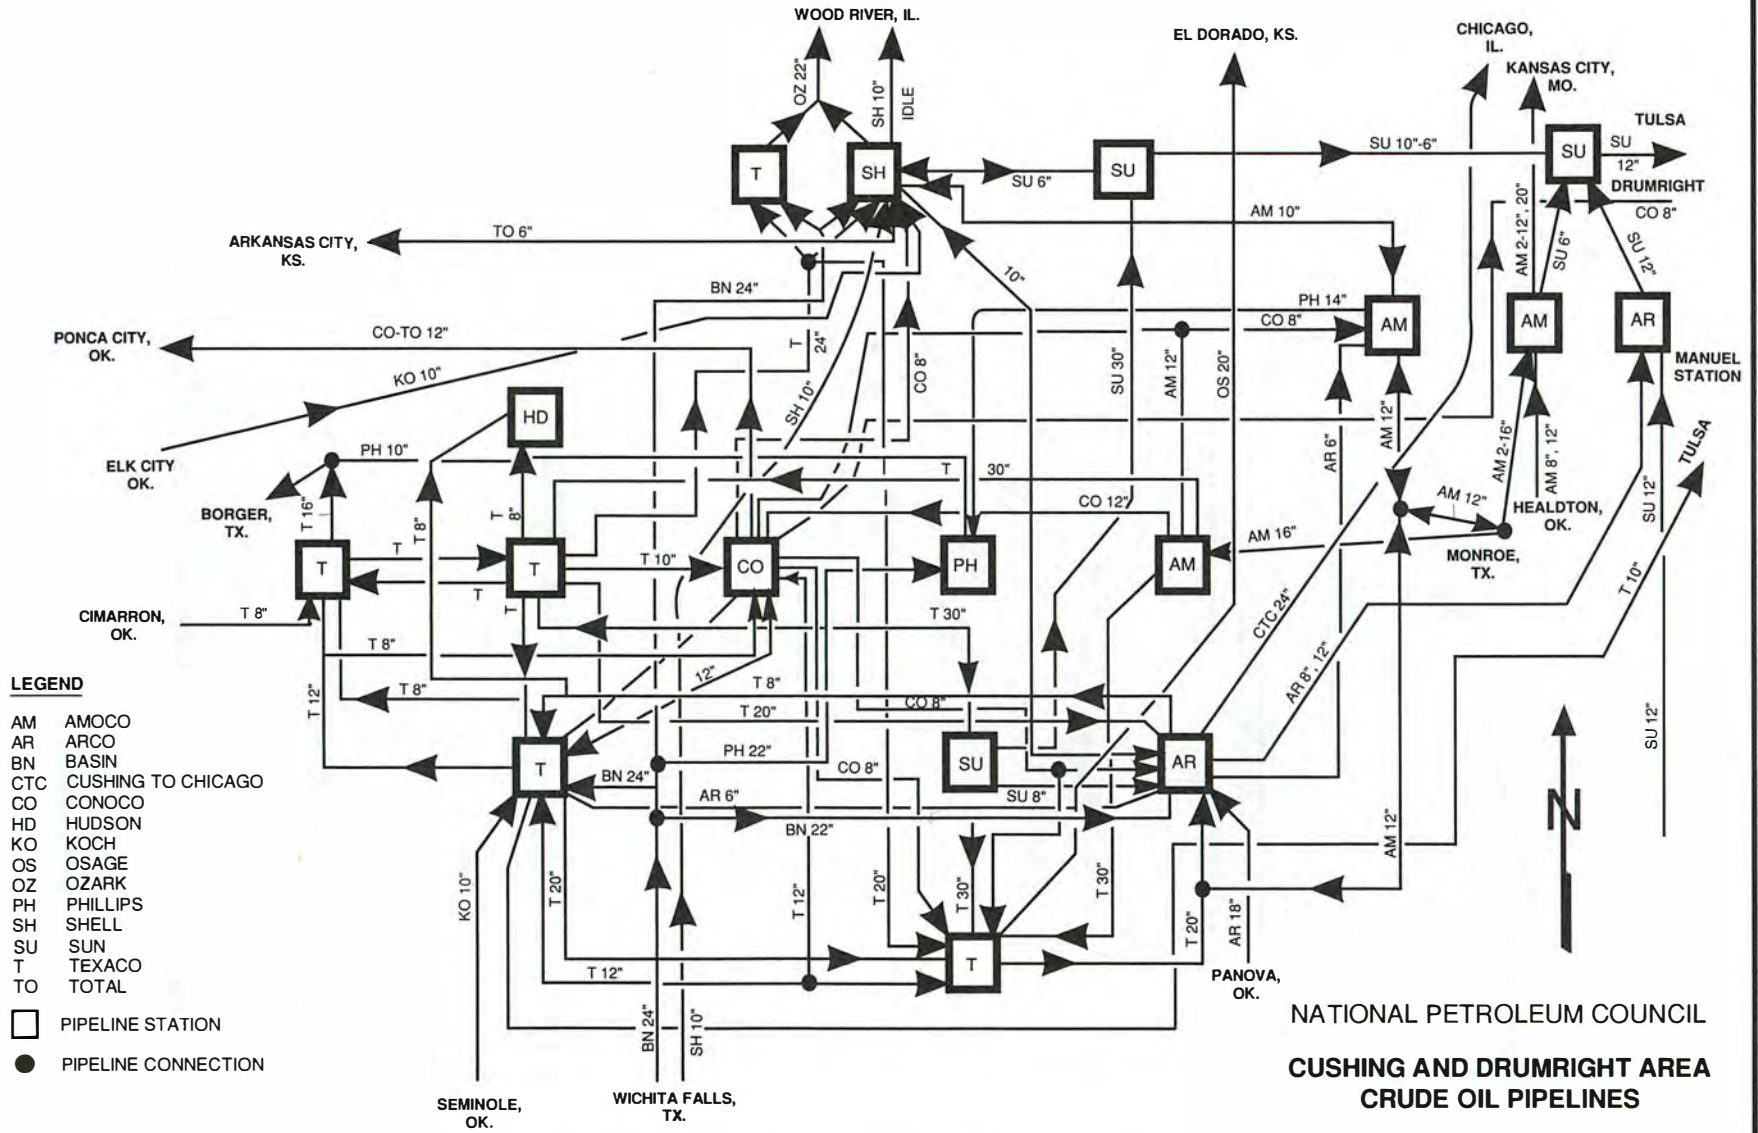 WOOD RIVER, IL.
EL DORADO, KS.
CHICAGO,
IL.
KANSAS CITY,
MO.
OZ 22"
SH 10"
IDLE
T
SH
SU 6"
SU
SU 10"-6"
SU
SU
12"
TULSA
DRUMRIGHT
CO 8"
AM 10"
AM 2-12", 20"
SU 6"
SU 12"
ARKANSAS CITY,
KS.
TO 6"
10"
BN 24"
PH 14"
CO 8"
AM
AM
AR
MANUEL
STATION
PONCA CITY,
OK.
CO-TO 12"
T
24"
CO 8"
SU 30"
AM 12"
OS 20"
KO 10"
SH 10"
HD
AM 12"
AR 6"
AM 2-16"
AM 8", 12"
SU 12"
TULSA
ELK CITY
OK.
PH 10"
T
30"
BORGER,
TX.
T 16"
T 8"
T
8"
CO 12"
AM 12"
HEALDTON,
OK.
AM 16"
MONROE,
TX.
T
T
T
T
T 10"
CO
PH
AM
T
CIMARRON,
OK.
T 8"
T 30"
CTC 24"
T 10"
T 8"
12"
T 8"
T 8"
T 12"
CO 8"
T 20"
AR 8", 12"
SU 12"
PH 22"
T
BN 24"
CO 8"
SU
AR
AR 6"
SU 8"
BN 22"
AM 12"
KO 10"
T 20"
T 12"
T 20"
T 30"
T 30"
T 20"
AR 18"
T 12"
T
PANOVA,
OK.
BN 24"
SH 10"
SEMINOLE,
OK.
WICHITA FALLS,
TX.
LEGEND
AM AMOCO
AR ARCO
BN BASIN
CTC CUSHING TO CHICAGO
CO CONOCO
HD HUDSON
KO KOCH
OS OSAGE
OZ OZARK
PH PHILLIPS
SH SHELL
SU SUN
T TEXACO
TO TOTAL
PIPELINE STATION
PIPELINE CONNECTION
N
NATIONAL PETROLEUM COUNCIL
CUSHING AND DRUMRIGHT AREA
CRUDE OIL PIPELINES